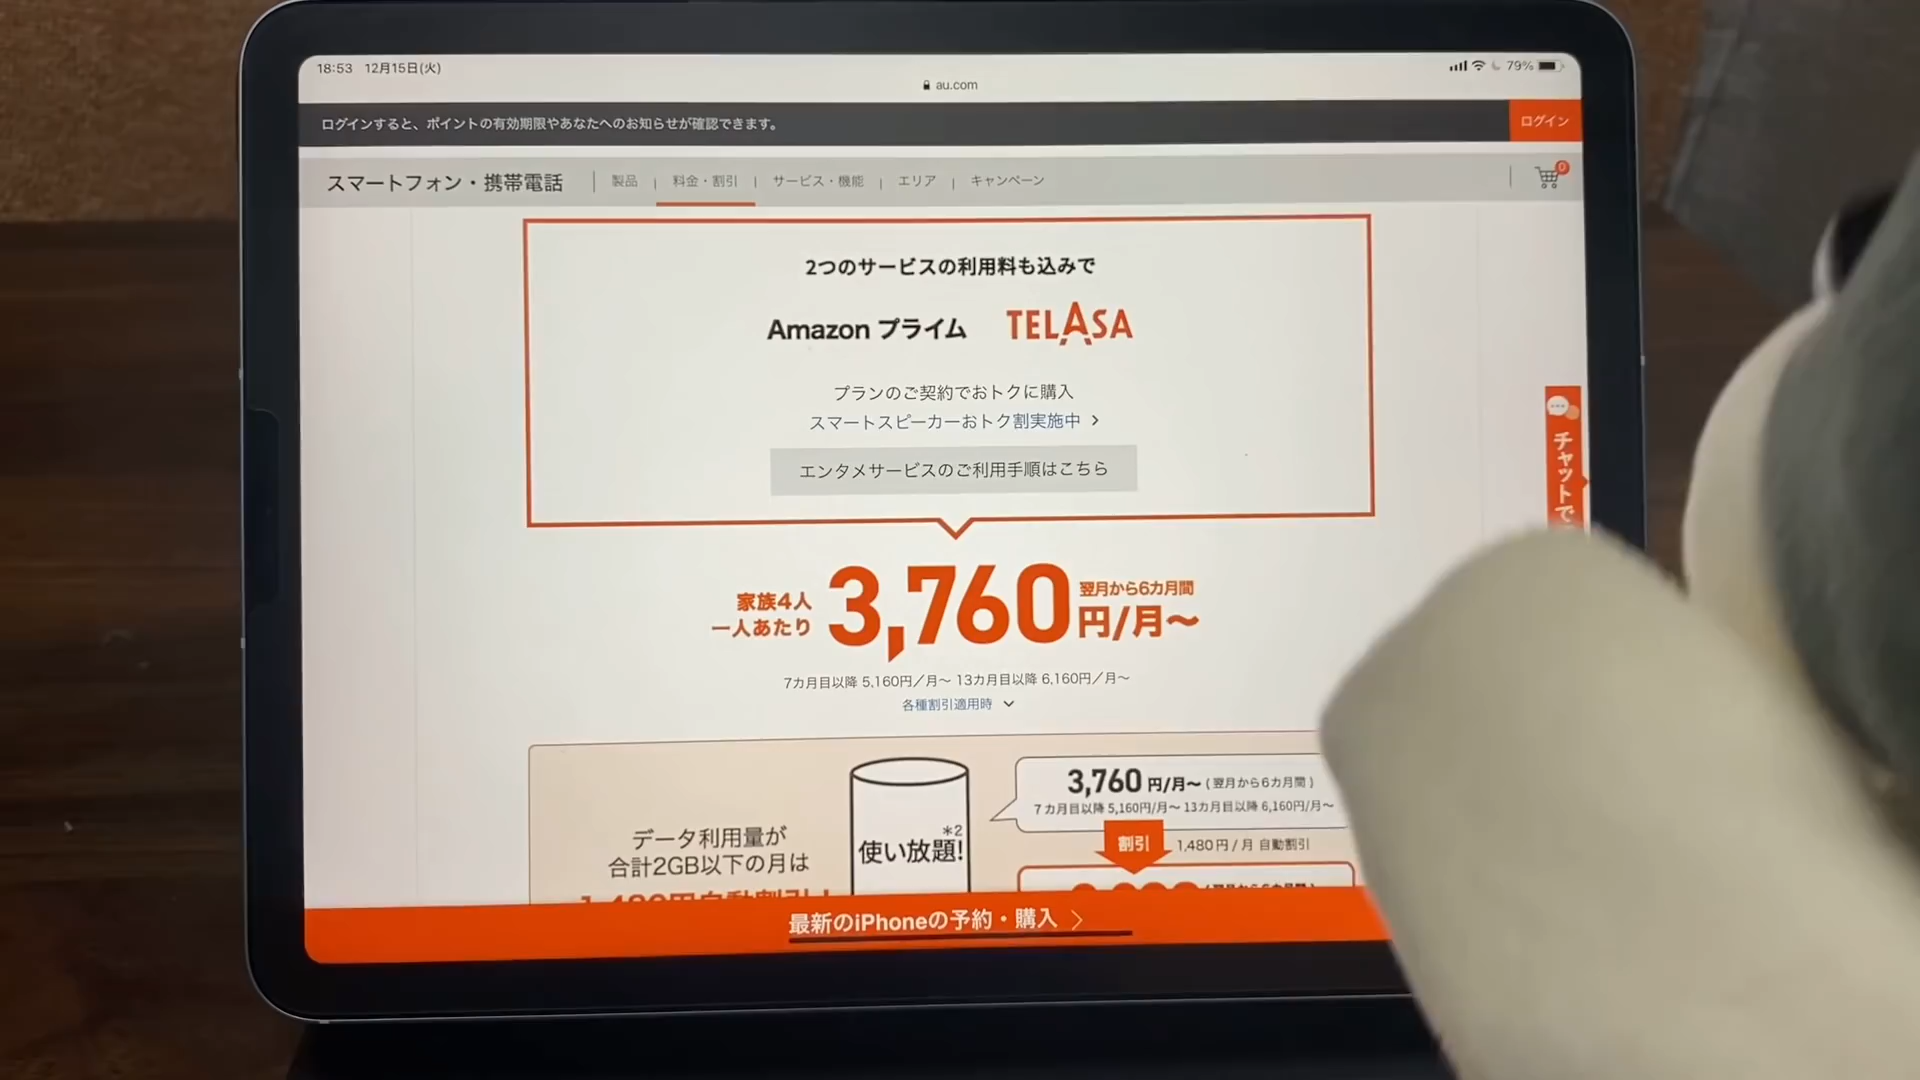 18:53 12月15日(火)
79%
au.com
ログインすると、ポイントの有効期限やあなたへのお知らせが確認できます。
ログイン
スマートフォン・携帯電話 | 製品 | 料金・割引 | サービス・機能 | エリア | キャンペーン
0
2つのサービスの利用料も込みで
Amazon プライム TELASA
プランのご契約でおトクに購入
スマートスピーカーおトク割実施中 >
エンタメサービスのご利用手順はこちら
チャットで
家族4人
一人あたり
3,760
翌月から6カ月間
円/月〜
7カ月目以降 5,160円/月〜 13カ月目以降 6,160円/月〜
各種割引適用時
データ利用量が
合計2GB以下の月は
使い放題!
*2
3,760 円/月〜 (翌月から6カ月間)
7カ月目以降 5,160円/月〜 13カ月目以降 6,160円/月〜
割引
1,480円/月 自動割引
最新のiPhoneの予約・購入 >